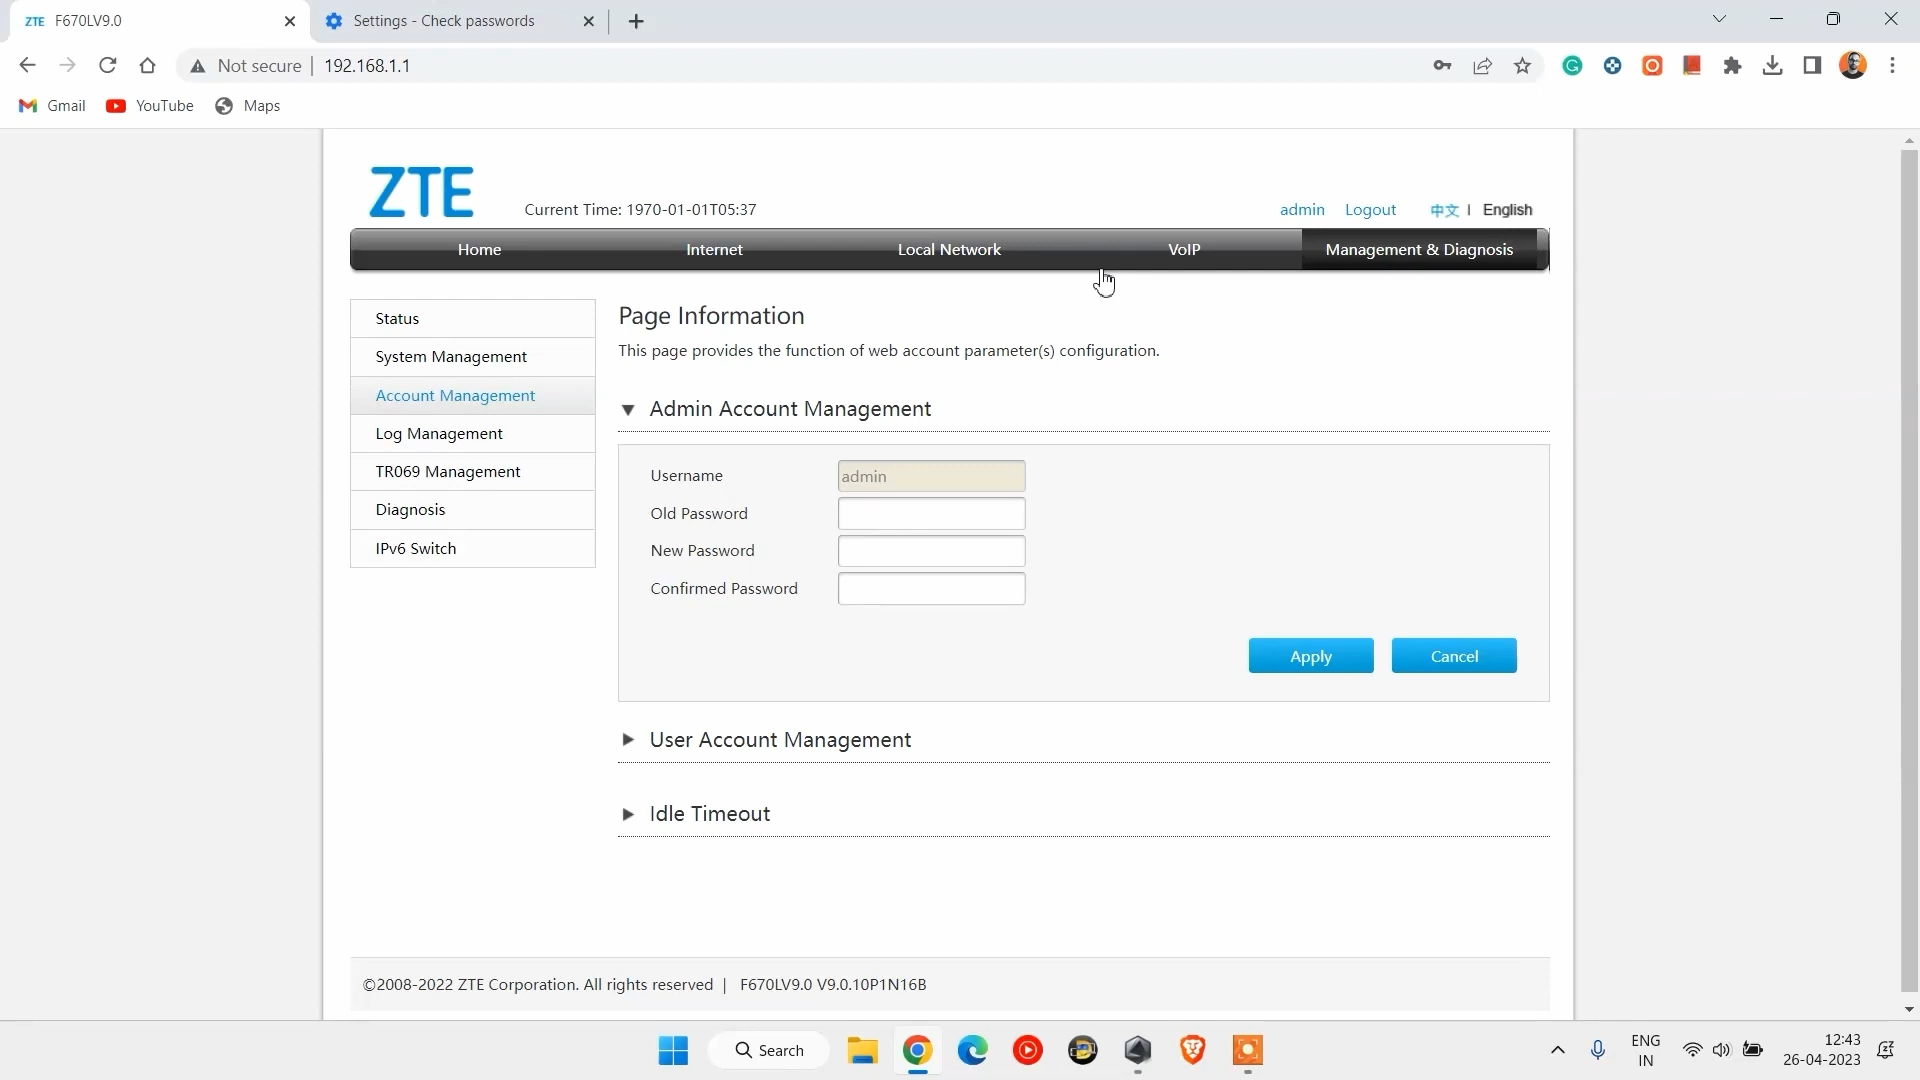 ZTE F670LV9.0
Settings - Check passwords
Not secure 192.168.1.1
Gmail YouTube Maps
ZTE
Current Time: 1970-01-01T05:37
admin Logout 中文 | English
Home Internet Local Network VoIP Management & Diagnosis
Status
System Management
Account Management
Log Management
TR069 Management
Diagnosis
IPv6 Switch
Page Information
This page provides the function of web account parameter(s) configuration.
Admin Account Management
Username admin
Old Password
New Password
Confirmed Password
Apply Cancel
User Account Management
Idle Timeout
©2008-2022 ZTE Corporation. All rights reserved | F670LV9.0 V9.0.10P1N16B
Search
ENG
IN
12:43
26-04-2023